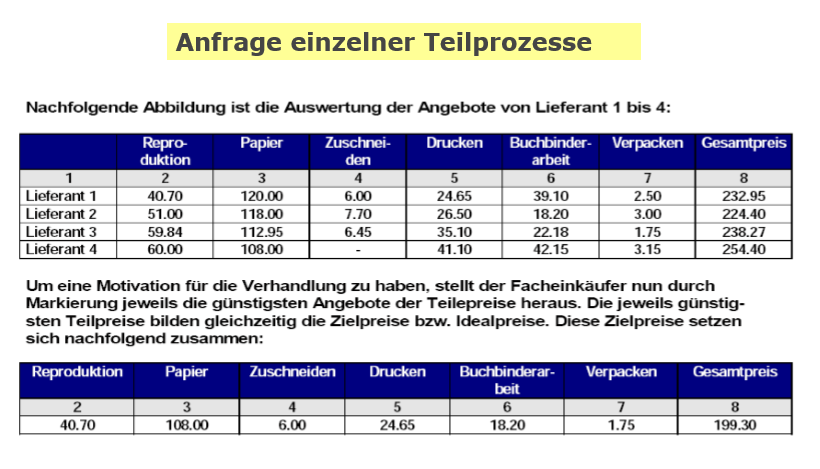 Anfrage einzelner Teilprozesse
Nachfolgende Abbildung ist die Auswertung der Angebote von Lieferant 1 bis 4:
Repro-duktion Papier Zuschnei-den Drucken Buchbinder-arbeit Verpacken Gesamtpreis
1 2 3 4 5 6 7 8
Lieferant 1 40.70 120.00 6.00 24.65 39.10 2.50 232.95
Lieferant 2 51.00 118.00 7.70 26.50 18.20 3.00 224.40
Lieferant 3 59.84 112.95 6.45 35.10 22.18 1.75 238.27
Lieferant 4 60.00 108.00 - 41.10 42.15 3.15 254.40
Um eine Motivation für die Verhandlung zu haben, stellt der Facheinkäufer nun durch
Markierung jeweils die günstigsten Angebote der Teilepreise heraus. Die jeweils günstig-
sten Teilpreise bilden gleichzeitig die Zielpreise bzw. Idealpreise. Diese Zielpreise setzen
sich nachfolgend zusammen:
Reproduktion Papier Zuschneiden Drucken Buchbinderar-beit Verpacken Gesamtpreis
2 3 4 5 6 7 8
40.70 108.00 6.00 24.65 18.20 1.75 199.30